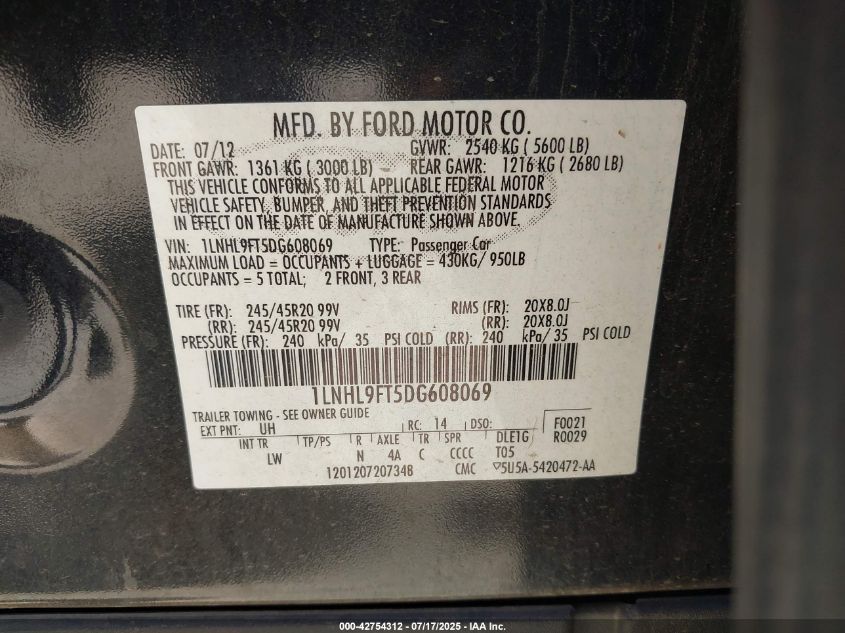 MFD. BY FORD MOTOR CO.
DATE: 07/12 GVWR: 2540 KG ( 5600 LB)
FRONT GAWR: 1361 KG ( 3000 LB) REAR GAWR: 1216 KG ( 2680 LB)
THIS VEHICLE CONFORMS TO ALL APPLICABLE FEDERAL MOTOR
VEHICLE SAFETY, BUMPER, AND THEFT PREVENTION STANDARDS
IN EFFECT ON THE DATE OF MANUFACTURE SHOWN ABOVE.
VIN: 1LNHL9FT5DG608069 TYPE: Passenger Car
MAXIMUM LOAD = OCCUPANTS + LUGGAGE = 430KG/ 950LB
OCCUPANTS = 5 TOTAL; 2 FRONT, 3 REAR
TIRE (FR): 245/45R20 99V RIMS (FR): 20X8.0J
(RR): 245/45R20 99V (RR): 20X8.0J
PRESSURE (FR): 240 kPa/ 35 PSI COLD (RR): 240 kPa/ 35 PSI COLD
1LNHL9FT5DG608069
TRAILER TOWING - SEE OWNER GUIDE
EXT PNT: UH RC: 14 DSO: F0021
INT TR TP/PS R AXLE TR SPR DLE1G R0029
LW N 4A C CCCC T05
120120720734B CMC ▽5U5A-5420472-AA
000-42754312 - 07/17/2025 - IAA Inc.